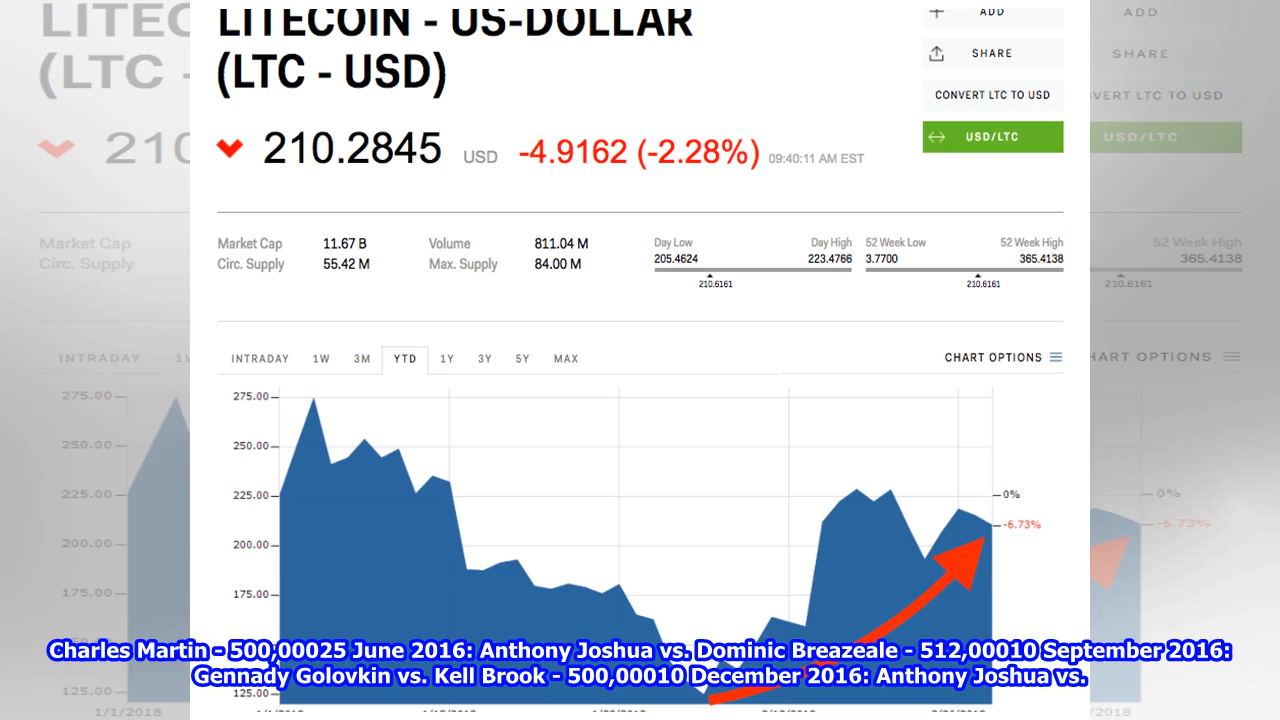 LITECOIN - US-DOLLAR
(LTC - USD)
210.2845 USD -4.9162 (-2.28%) 09:40:11 AM EST
ADD
SHARE
CONVERT LTC TO USD
USD/LTC
Market Cap 11.67 B Volume 811.04 M
Circ. Supply 55.42 M Max. Supply 84.00 M
Day Low Day High
205.4624 223.4766
210.6161
52 Week Low 52 Week High
3.7700 365.4138
210.6161
INTRADAY 1W 3M YTD 1Y 3Y 5Y MAX CHART OPTIONS
275.00
250.00
225.00
200.00
175.00
125.00
0%
-6.73%
Charles Martin - 500,00025 June 2016: Anthony Joshua vs. Dominic Breazeale - 512,00010 September 2016:
Gennady Golovkin vs. Kell Brook - 500,00010 December 2016: Anthony Joshua vs.